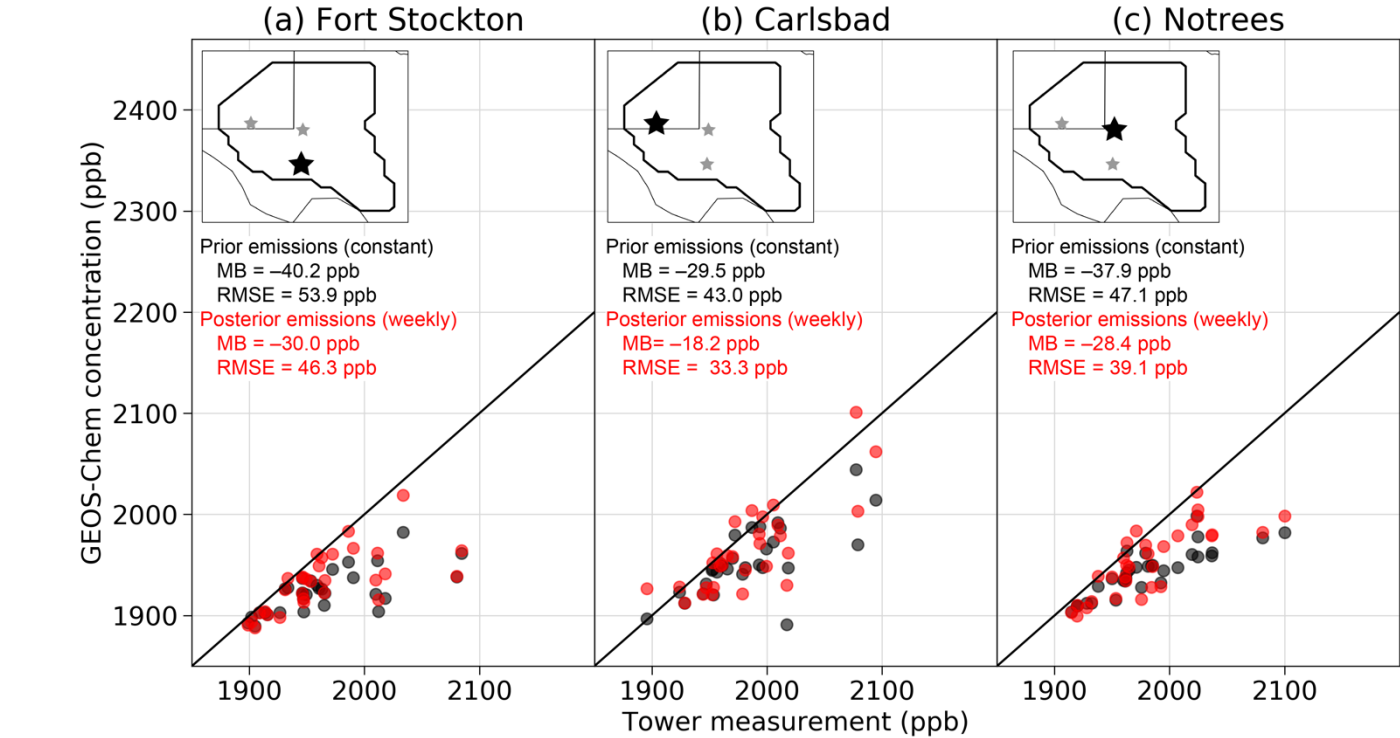 (a) Fort Stockton
(b) Carlsbad
(c) Notrees
GEOS-Chem concentration (ppb)
2400
2300
2200
2100
2000
1900
Prior emissions (constant)
MB = –40.2 ppb
RMSE = 53.9 ppb
Posterior emissions (weekly)
MB = –30.0 ppb
RMSE = 46.3 ppb
Prior emissions (constant)
MB = –29.5 ppb
RMSE = 43.0 ppb
Posterior emissions (weekly)
MB= –18.2 ppb
RMSE =  33.3 ppb
Prior emissions (constant)
MB = –37.9 ppb
RMSE = 47.1 ppb
Posterior emissions (weekly)
MB = –28.4 ppb
RMSE = 39.1 ppb
1900 2000 2100
1900 2000 2100
1900 2000 2100
Tower measurement (ppb)